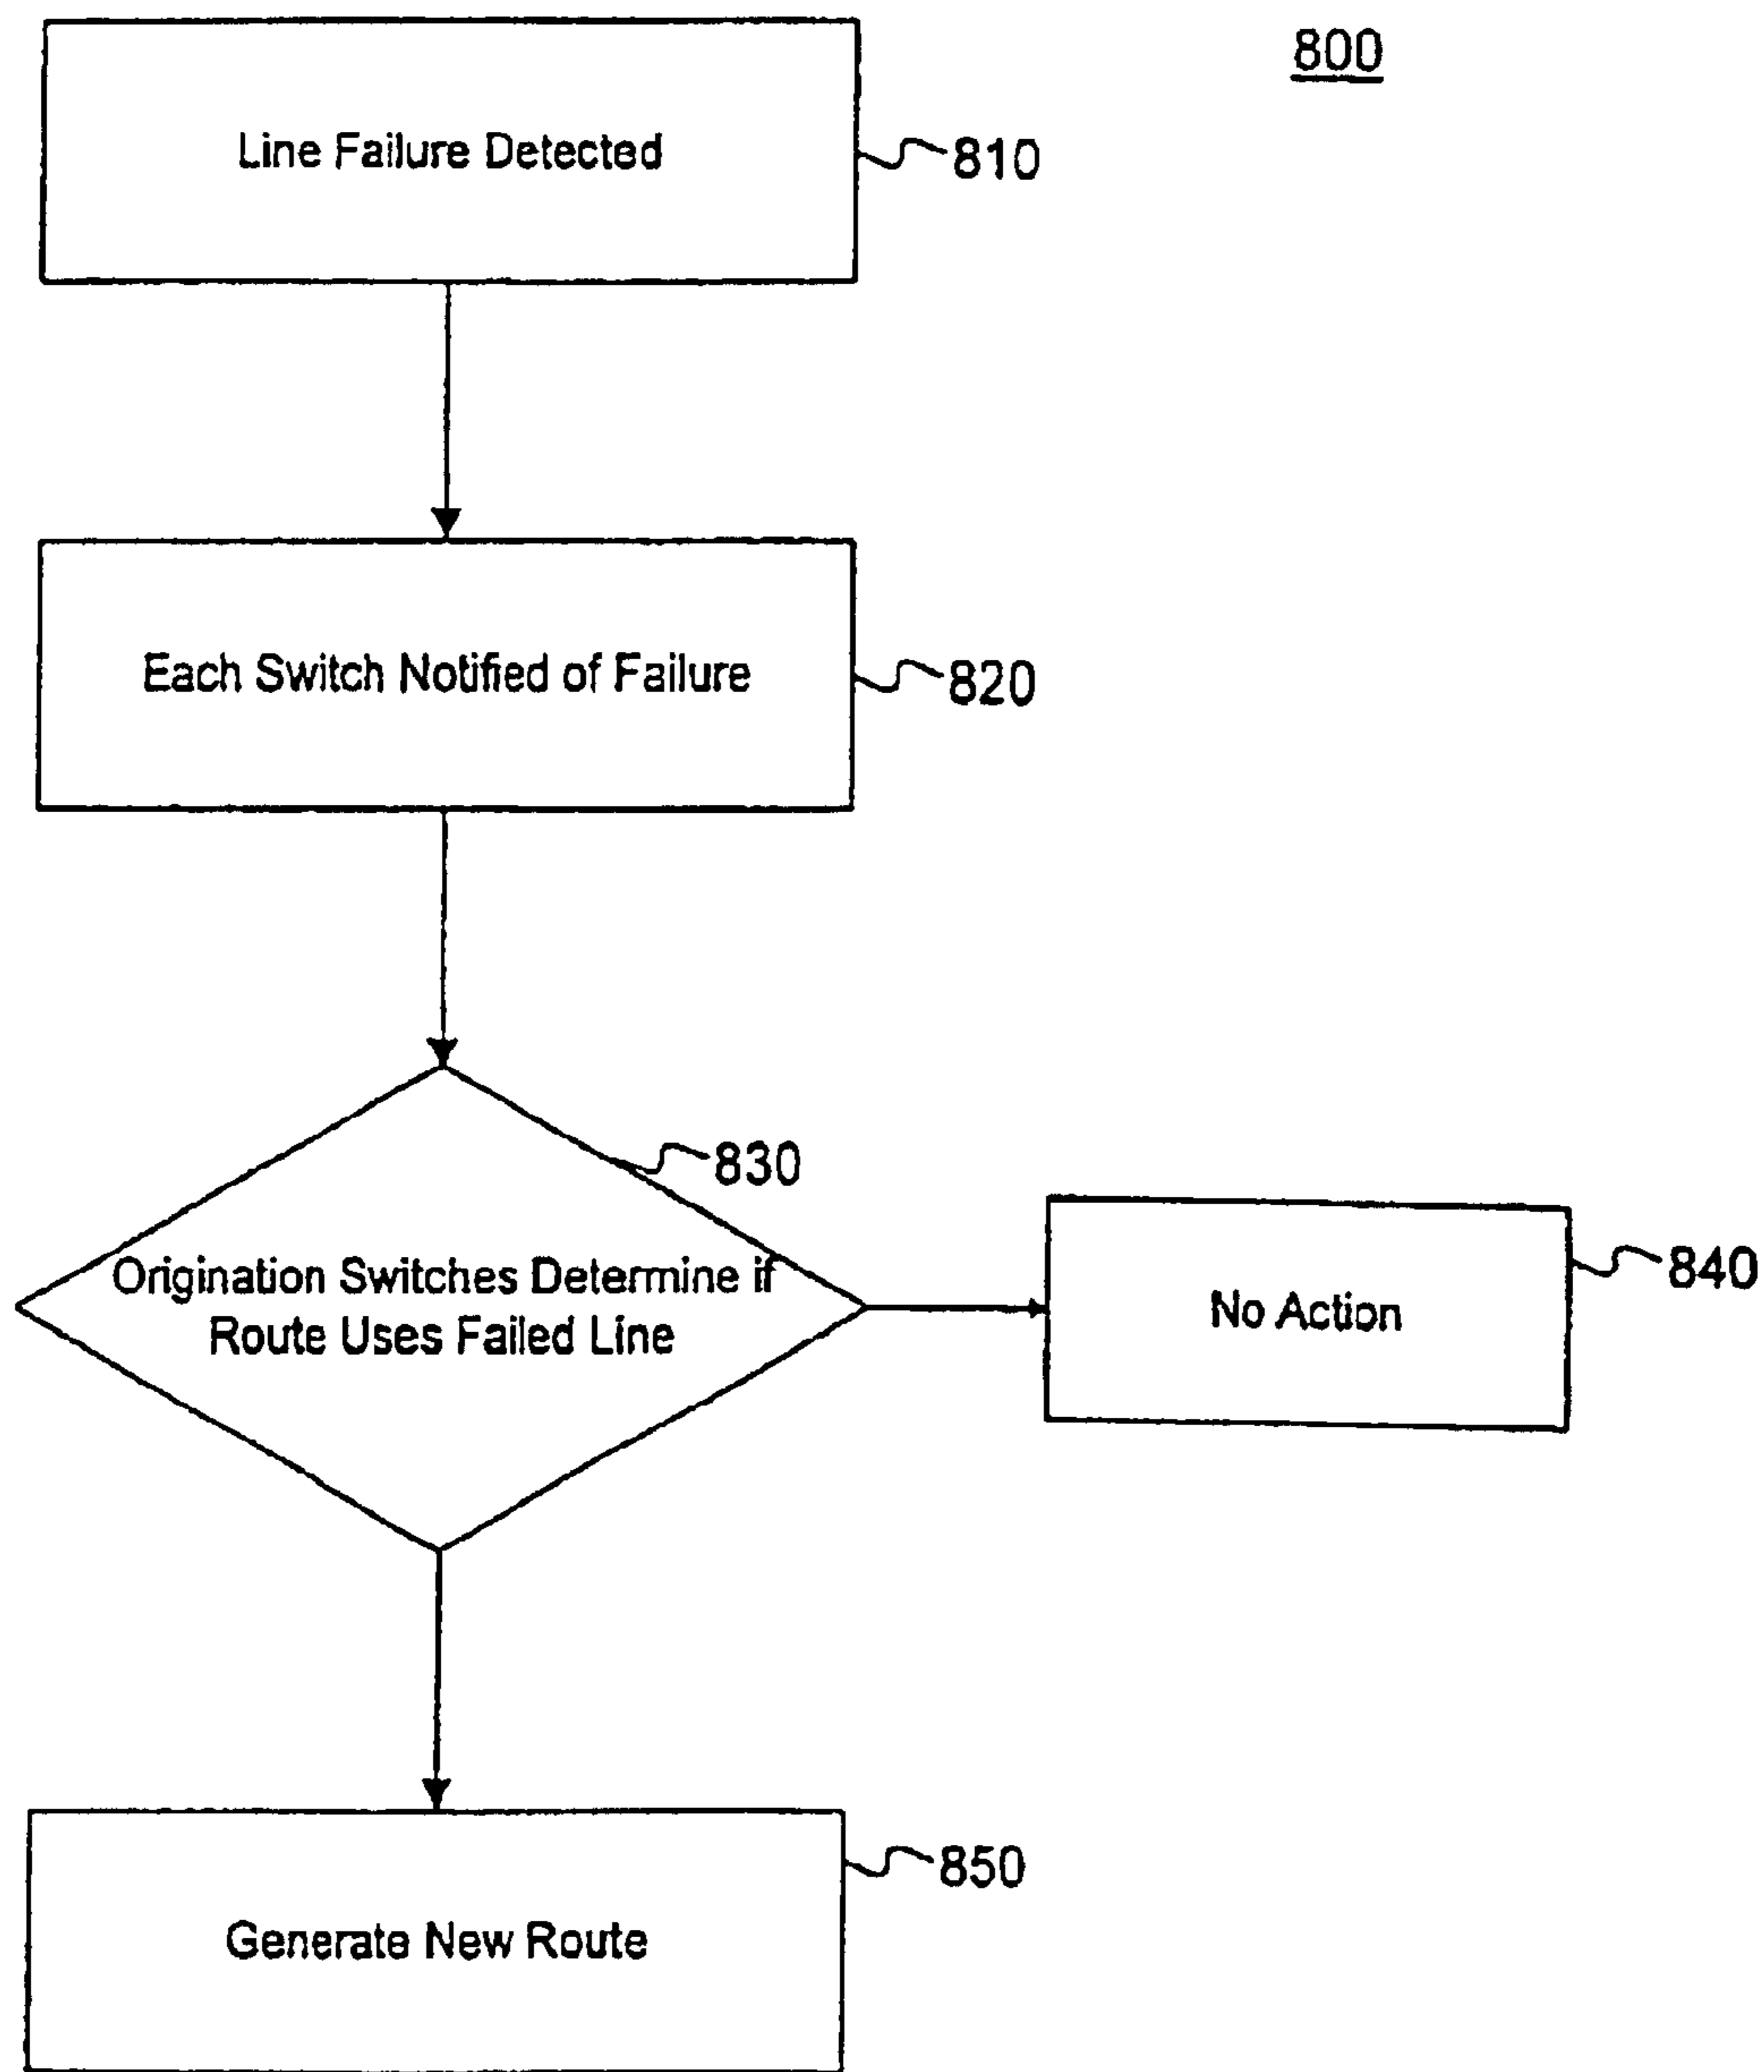 800
Line Failure Detected
810
Each Switch Notified of Failure
820
830
Origination Switches Determine if
Route Uses Failed Line
840
No Action
850
Generate New Route